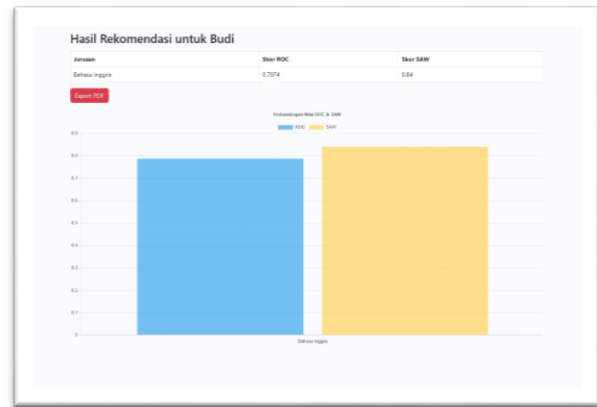 Hasil Rekomendasi untuk Budi
Jurusan Skor ROC Skor SAW
Bahasa Inggris 0.7874 0.84
Export PDF
Perbandingan Nilai ROC & SAW
ROC SAW
0.9
0.8
0.7
0.6
0.5
0.4
0.3
0.2
0.1
0
Bahasa Inggris